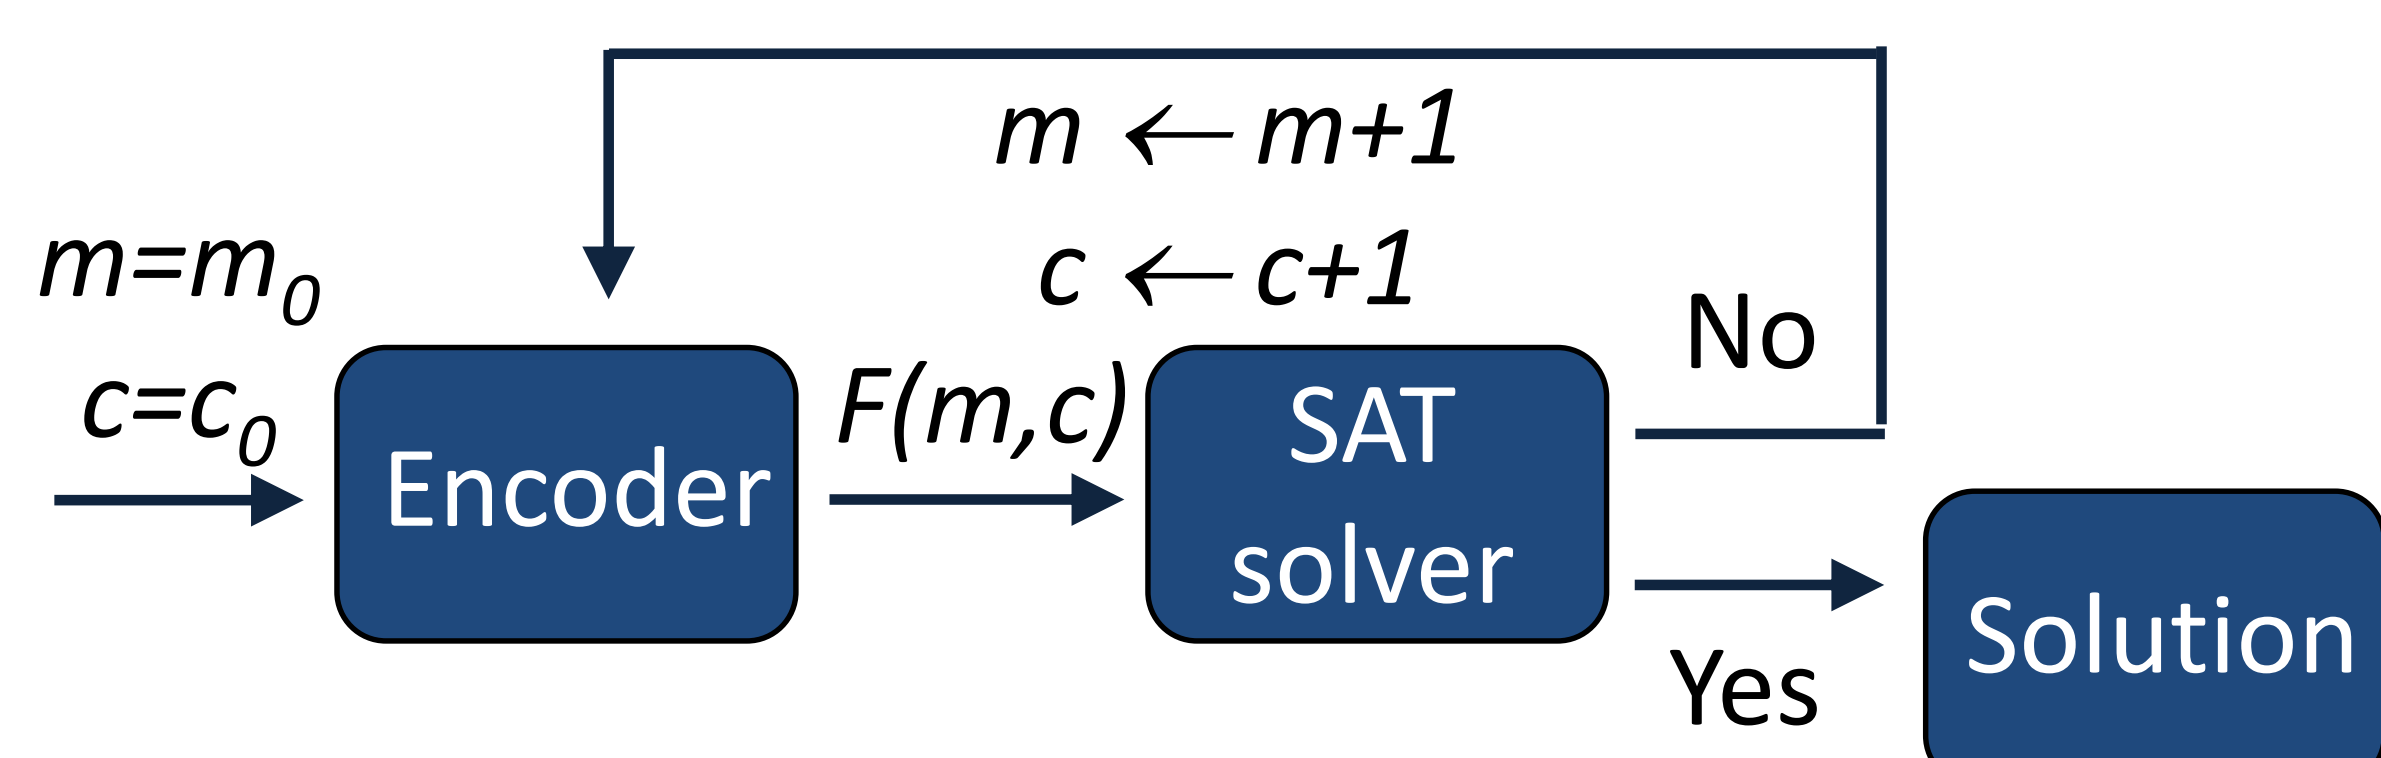 m ← m+1
c ← c+1
m=m₀
c=c₀
Encoder
F(m,c)
SAT
solver
No
Yes
Solution